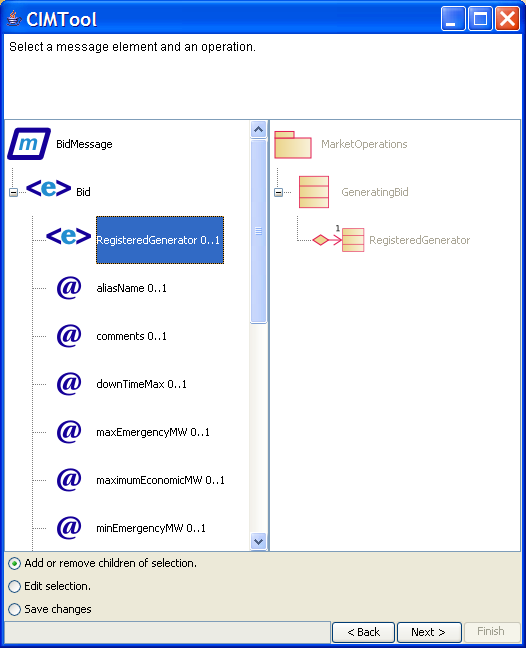 CIMTool
Select a message element and an operation.
m BidMessage
<e> Bid
<e> RegisteredGenerator 0..1
@ aliasName 0..1
@ comments 0..1
@ downTimeMax 0..1
@ maxEmergencyMW 0..1
@ maximumEconomicMW 0..1
@ minEmergencyMW 0..1
MarketOperations
GeneratingBid
1
RegisteredGenerator
Add or remove children of selection.
Edit selection.
Save changes
< Back
Next >
Finish